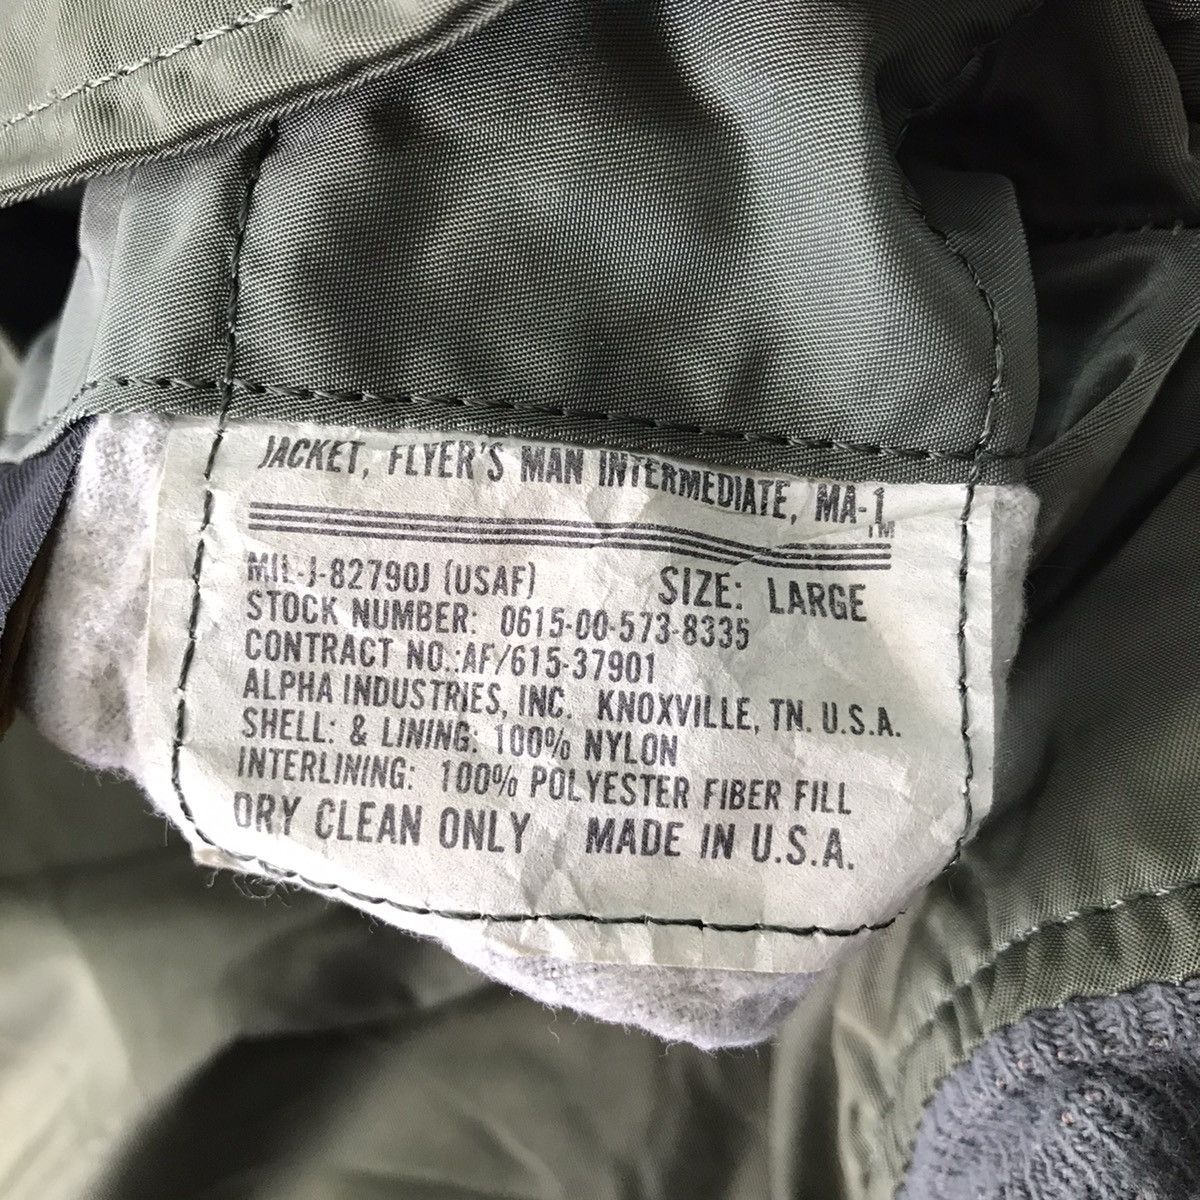 JACKET, FLYER'S MAN INTERMEDIATE, MA-1
TM
MIL-J-82790J (USAF) SIZE: LARGE
STOCK NUMBER: 0615-00-573-8335
CONTRACT NO.:AF/615-37901
ALPHA INDUSTRIES, INC. KNOXVILLE, TN. U.S.A.
SHELL: & LINING: 100% NYLON
INTERLINING: 100% POLYESTER FIBER FILL
DRY CLEAN ONLY MADE IN U.S.A.